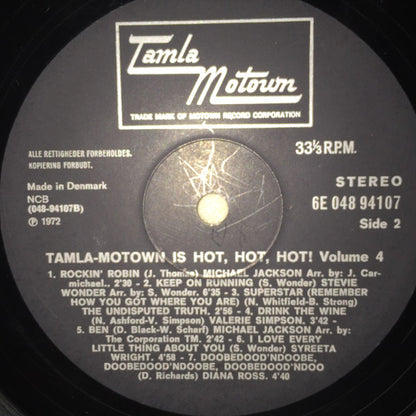 Tamla
Motown
TRADE MARK OF MOTOWN RECORD CORPORATION
ALLE RETTIGHEDER FORBEHOLDES.
KOPIERING FORBUDT.
33⅓ R.P.M.
Made in Denmark
NCB
(048-94107B)
℗ 1972
STEREO
6E 048 94107
Side 2
TAMLA-MOTOWN IS HOT, HOT, HOT! Volume 4
1. ROCKIN' ROBIN (J. Thomas) MICHAEL JACKSON Arr. by: J. Car-
michael.. 2'30 - 2. KEEP ON RUNNING (S. Wonder) STEVIE
WONDER Arr. by: S. Wonder. 6'35 - 3. SUPERSTAR (REMEMBER
HOW YOU GOT WHERE YOU ARE) (N. Whitfield-B. Strong)
THE UNDISPUTED TRUTH. 2'56 - 4. DRINK THE WINE
(N. Ashford-V. Simpson) VALERIE SIMPSON. 3'42 -
5. BEN (D. Black-W. Scharf) MICHAEL JACKSON Arr. by:
The Corporation TM. 2'42 - 6. I LOVE EVERY
LITTLE THING ABOUT YOU (S. Wonder) SYREETA
WRIGHT. 4'58 - 7. DOOBEDOOD'NDOOBE,
DOOBEDOOD'NDOOBE, DOOBEDOOD'NDOO
(D. Richards) DIANA ROSS. 4'40